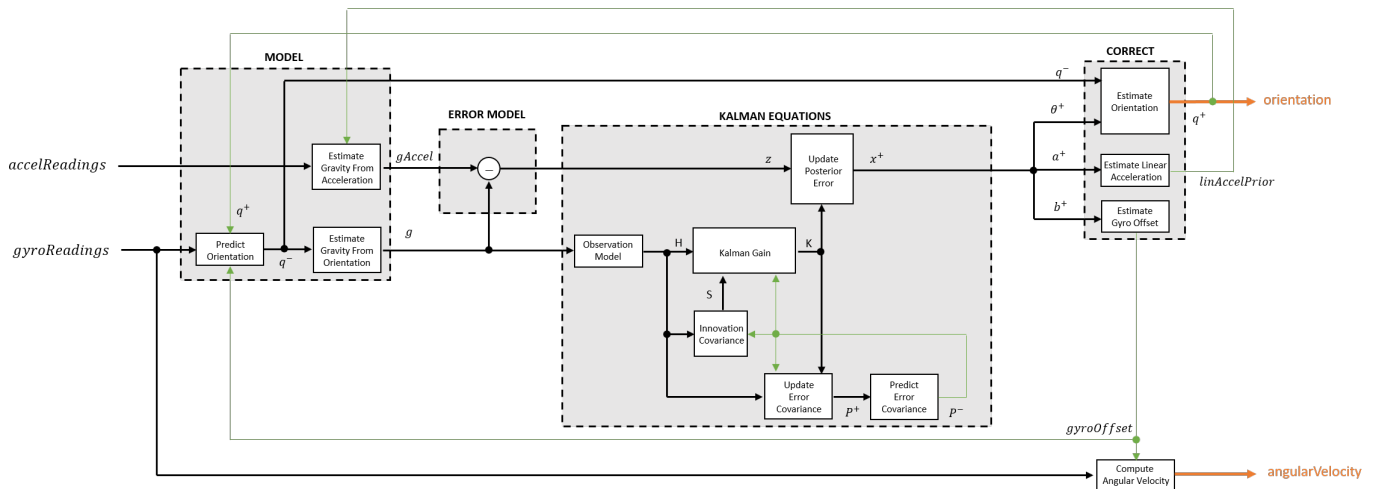 MODEL
CORRECT
ERROR MODEL
KALMAN EQUATIONS
q⁻
θ⁺
Estimate
Orientation
q⁺
orientation
accelReadings
Estimate
Gravity From
Acceleration
gAccel
−
z
Update
Posterior
Error
x⁺
a⁺
Estimate Linear
Acceleration
linAccelPrior
q⁺
b⁺
Estimate
Gyro Offset
gyroReadings
Predict
Orientation
q⁻
Estimate
Gravity From
Orientation
g
Observation
Model
H
Kalman Gain
K
S
Innovation
Covariance
Update
Error
Covariance
P⁺
Predict
Error
Covariance
P⁻
gyroOffset
Compute
Angular Velocity
angularVelocity